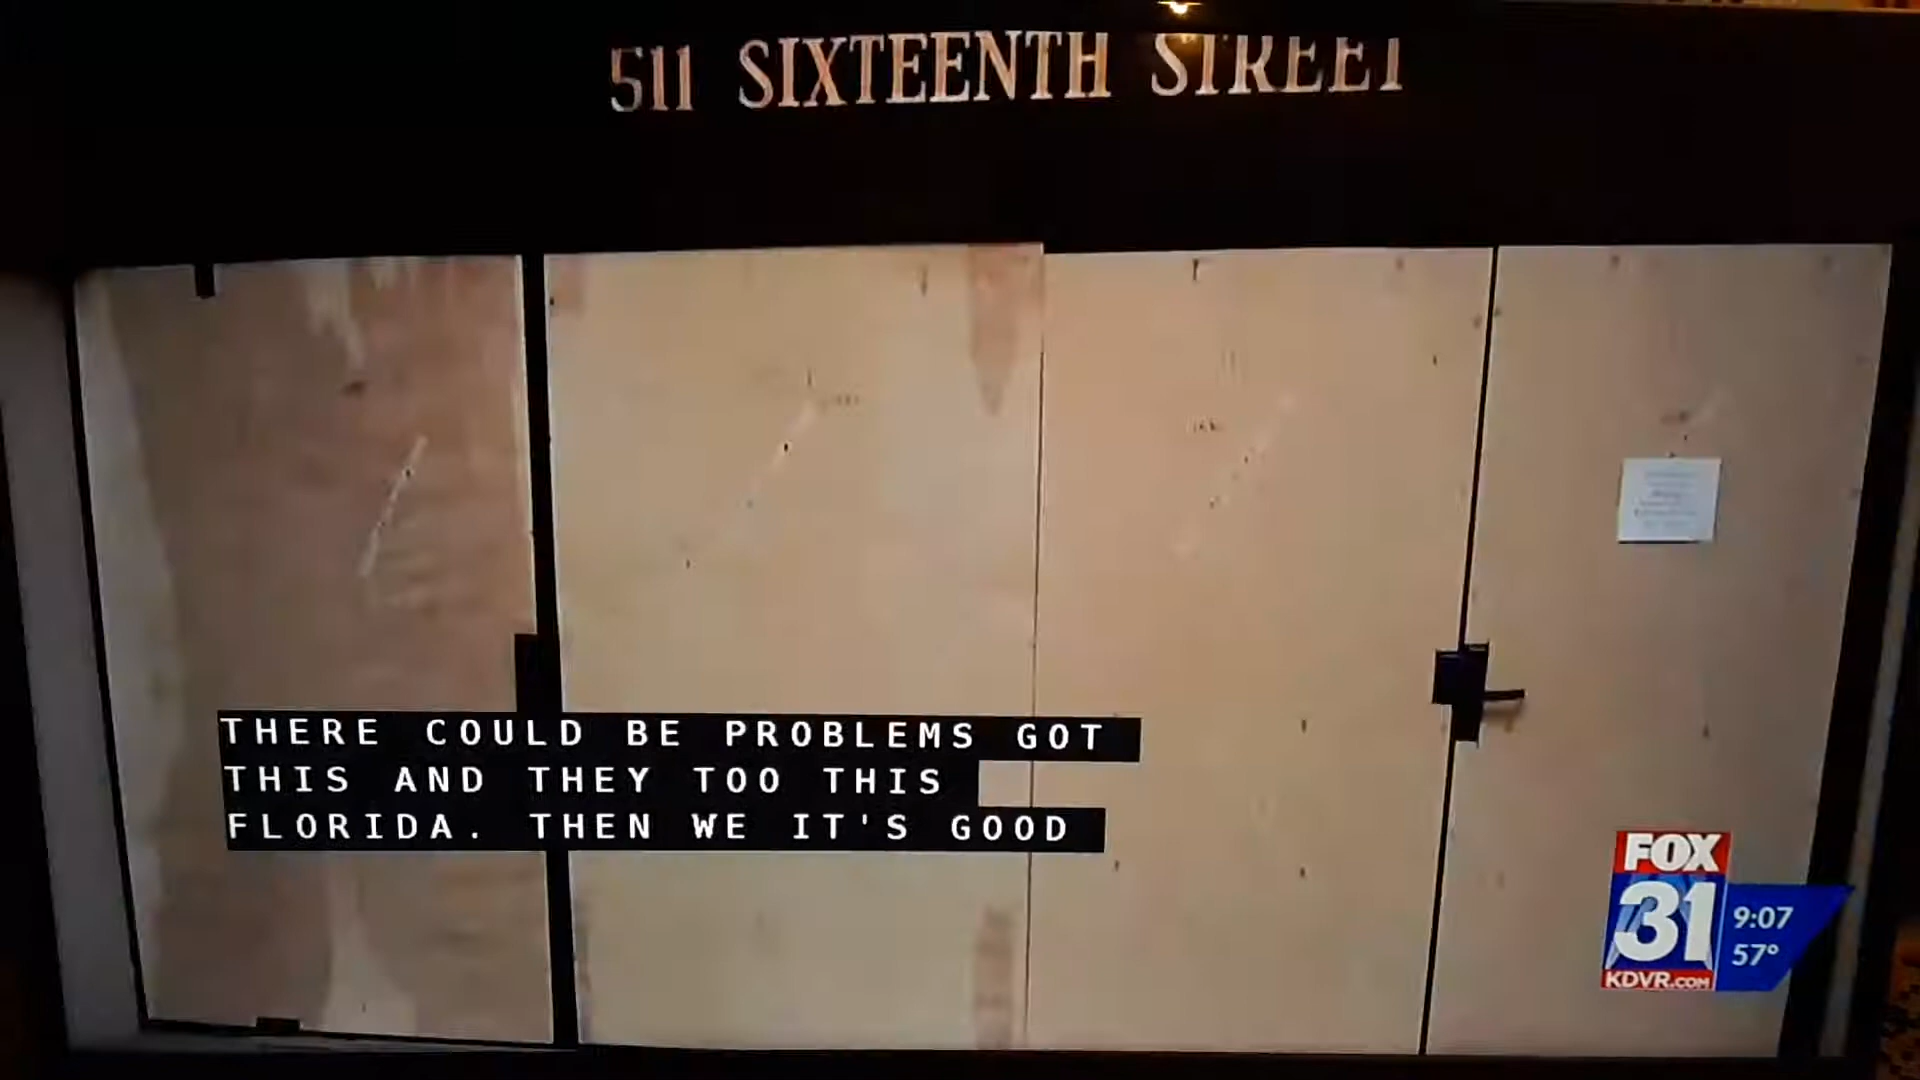 511 SIXTEENTH STREET
THERE COULD BE PROBLEMS GOT
THIS AND THEY TOO THIS
FLORIDA. THEN WE IT'S GOOD
FOX
31
KDVR.COM
9:07
57°